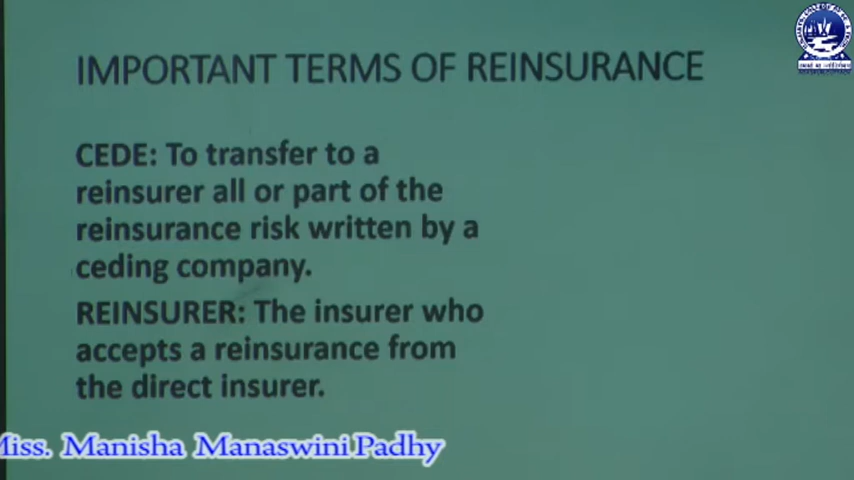 IMPORTANT TERMS OF REINSURANCE
CEDE: To transfer to a
reinsurer all or part of the
reinsurance risk written by a
ceding company.
REINSURER: The insurer who
accepts a reinsurance from
the direct insurer.
Miss. Manisha Manaswini Padhy